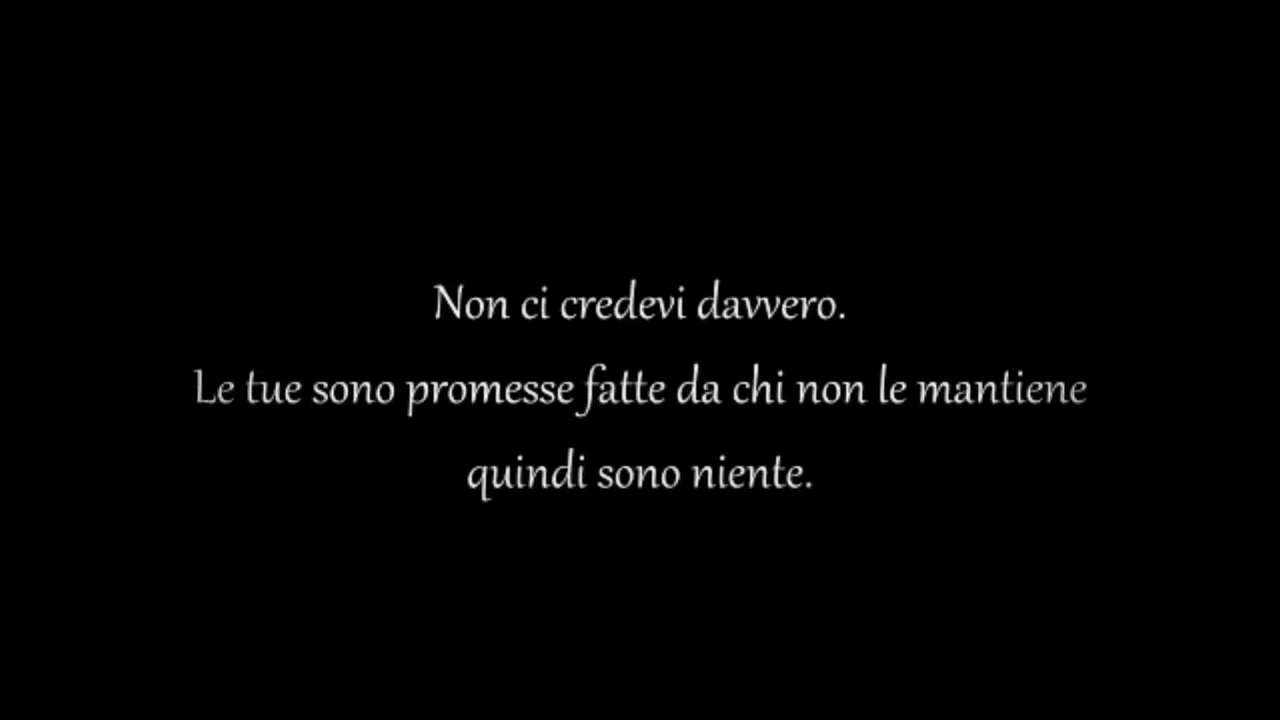 Non ci credevi davvero.
Le tue sono promesse fatte da chi non le mantiene
quindi sono niente.